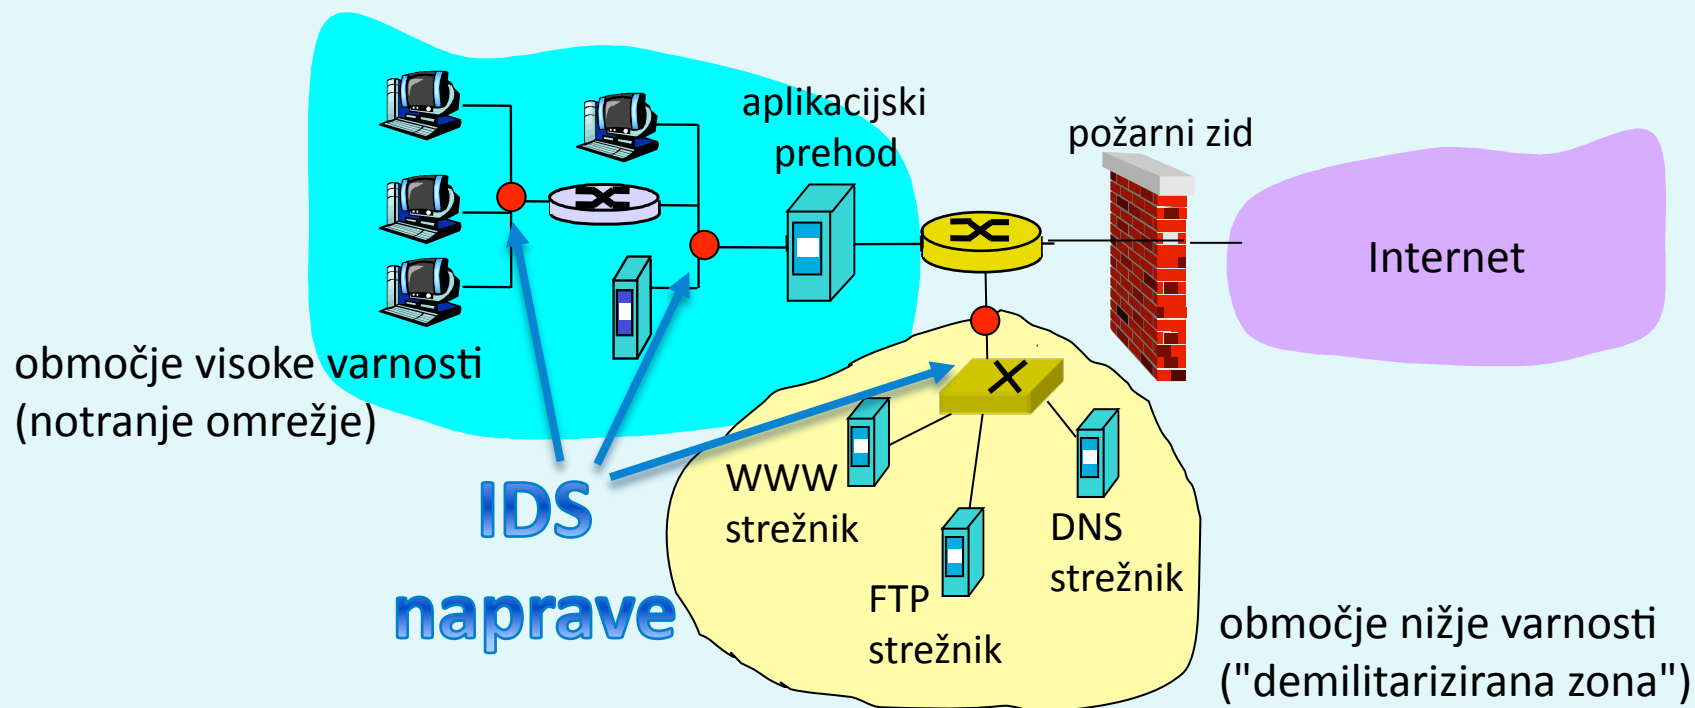 aplikacijski
prehod
požarni zid
Internet
območje visoke varnosti
(notranje omrežje)
IDS
naprave
WWW
strežnik
FTP
strežnik
DNS
strežnik
območje nižje varnosti
("demilitarizirana zona")